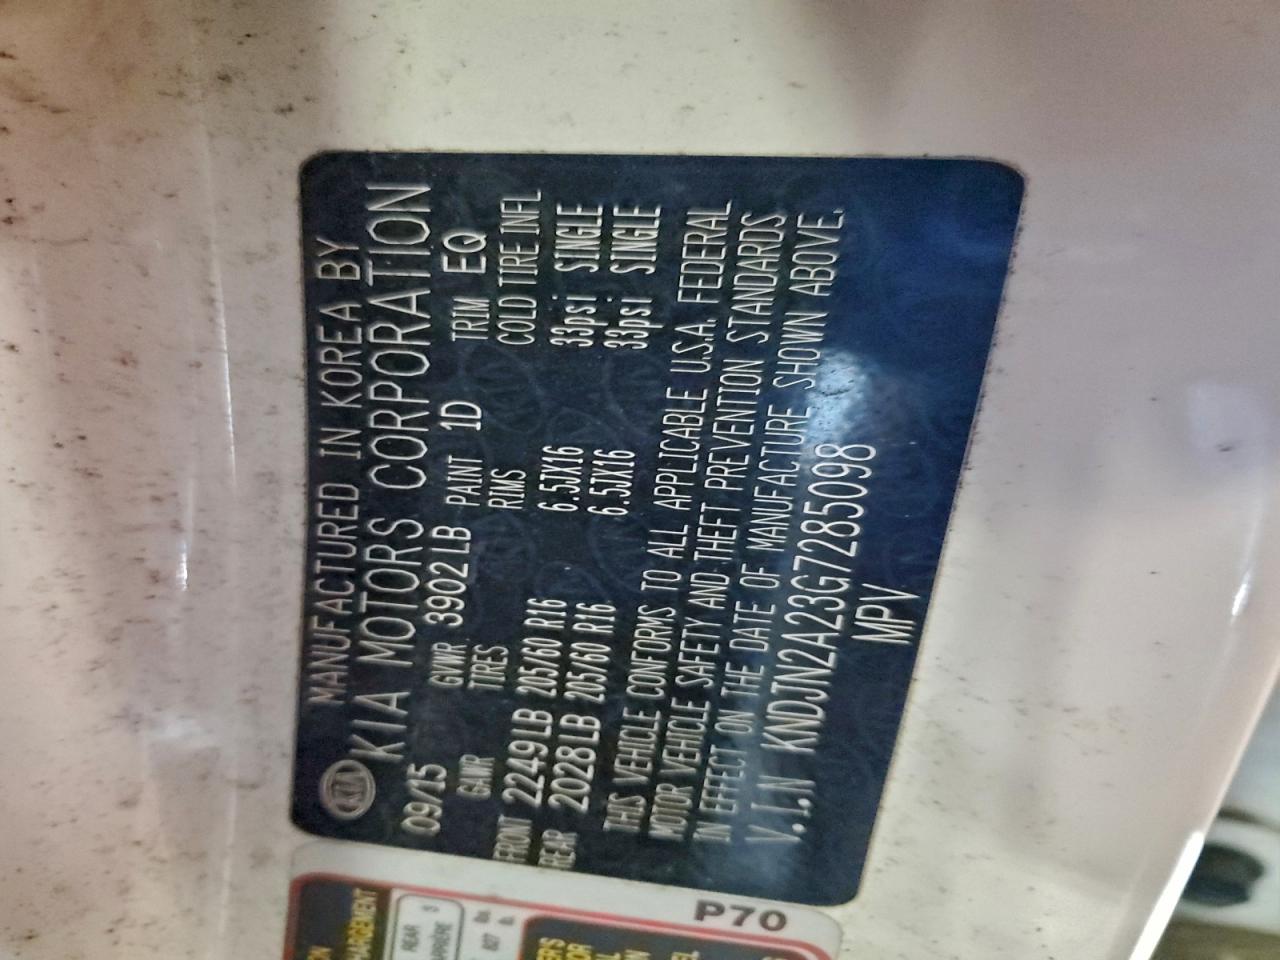 MANUFACTURED IN KOREA BY
KIA KIA MOTORS CORPORATION
09/15 GVWR 3902LB PAINT 1D TRIM EQ
GAWR TIRES RIMS COLD TIRE INFL
FRONT 2249LB 205/60 R16 6.5JX16 33psi SINGLE
REAR 2028LB 205/60 R16 6.5JX16 33psi SINGLE
THIS VEHICLE CONFORMS TO ALL APPLICABLE U.S.A. FEDERAL
MOTOR VEHICLE SAFETY AND THEFT PREVENTION STANDARDS
IN EFFECT ON THE DATE OF MANUFACTURE SHOWN ABOVE.
V.I.N KNDJN2A23G7285098
MPV
P70
REAR